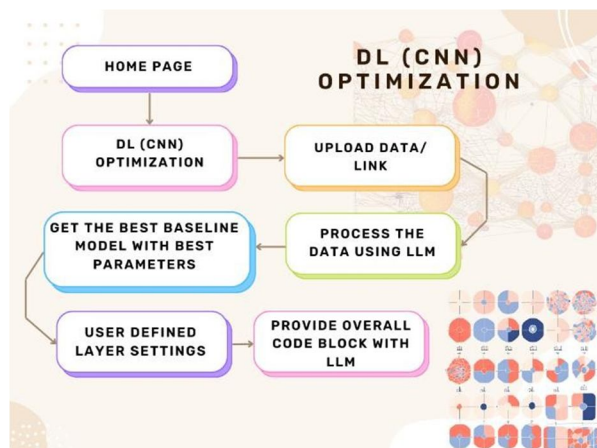 DL (CNN)
OPTIMIZATION
HOME PAGE
DL (CNN)
OPTIMIZATION
UPLOAD DATA/
LINK
PROCESS THE
DATA USING LLM
GET THE BEST BASELINE
MODEL WITH BEST
PARAMETERS
USER DEFINED
LAYER SETTINGS
PROVIDE OVERALL
CODE BLOCK WITH
LLM